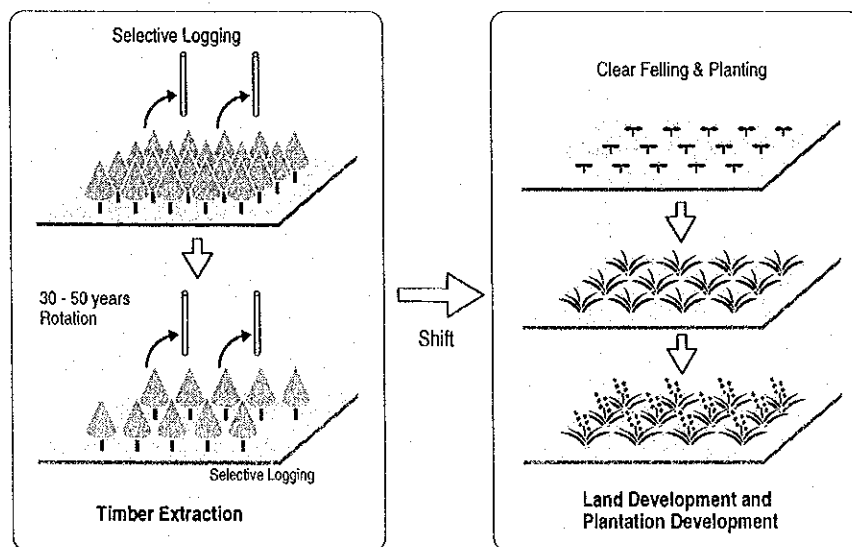 Selective Logging
30 - 50 years
Rotation
Selective Logging
Timber Extraction
Shift
Clear Felling & Planting
Land Development and
Plantation Development